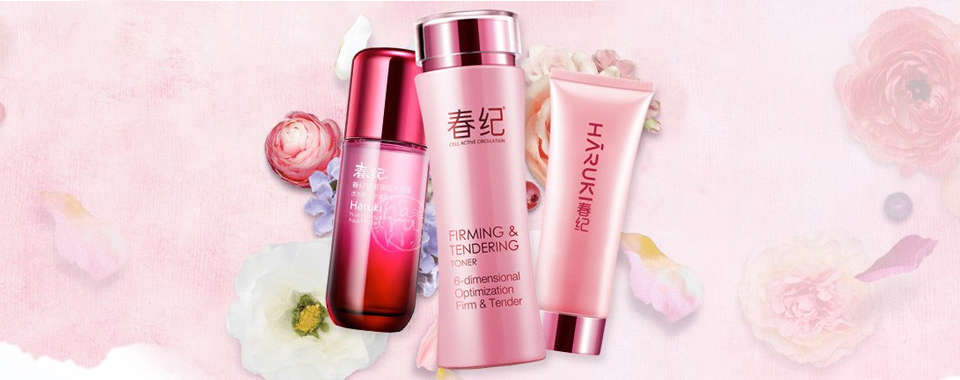 春纪
Haruki
春纪®
CELL ACTIVE CIRCULATION
FIRMING &
TENDERING
TONER
6-dimensional
Optimization
Firm & Tender
HĀRUKI春纪